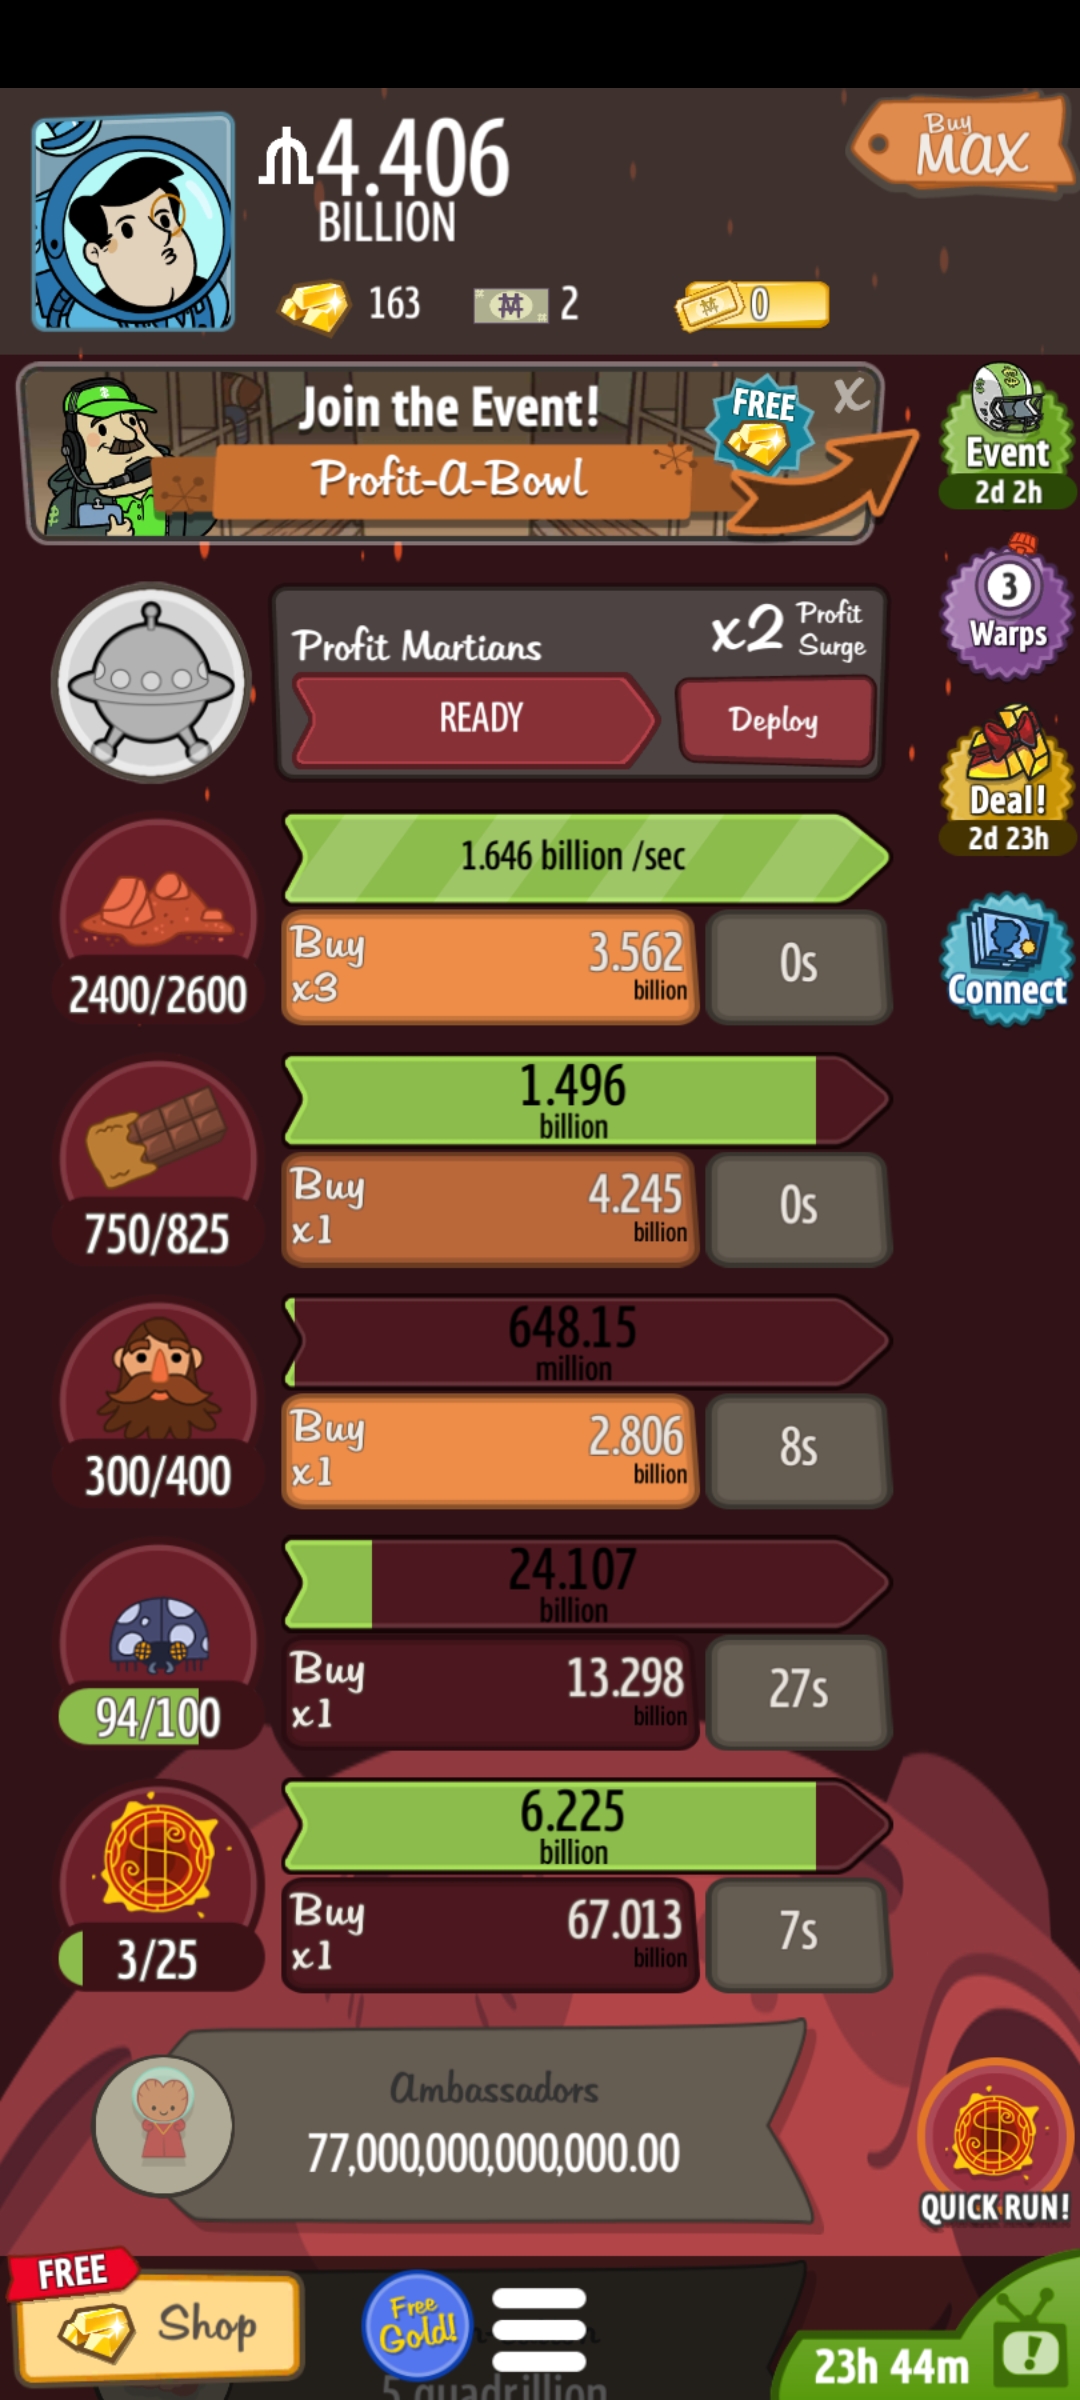 4.406
BILLION
Buy
MAX
163
2
0
Join the Event!
FREE
X
Profit-A-Bowl
Event
2d 2h
3
Warps
Profit Martians
x2 Profit
Surge
READY
Deploy
Deal!
2d 23h
1.646 billion /sec
Buy
x3
3.562
billion
0s
2400/2600
Connect
1.496
billion
Buy
x1
4.245
billion
0s
750/825
648.15
million
Buy
x1
2.806
billion
8s
300/400
24.107
billion
Buy
x1
13.298
billion
27s
94/100
6.225
billion
Buy
x1
67.013
billion
7s
3/25
Ambassadors
77,000,000,000,000.00
QUICK RUN!
FREE
Shop
Free
Gold!
5 quadrillion
23h 44m
!